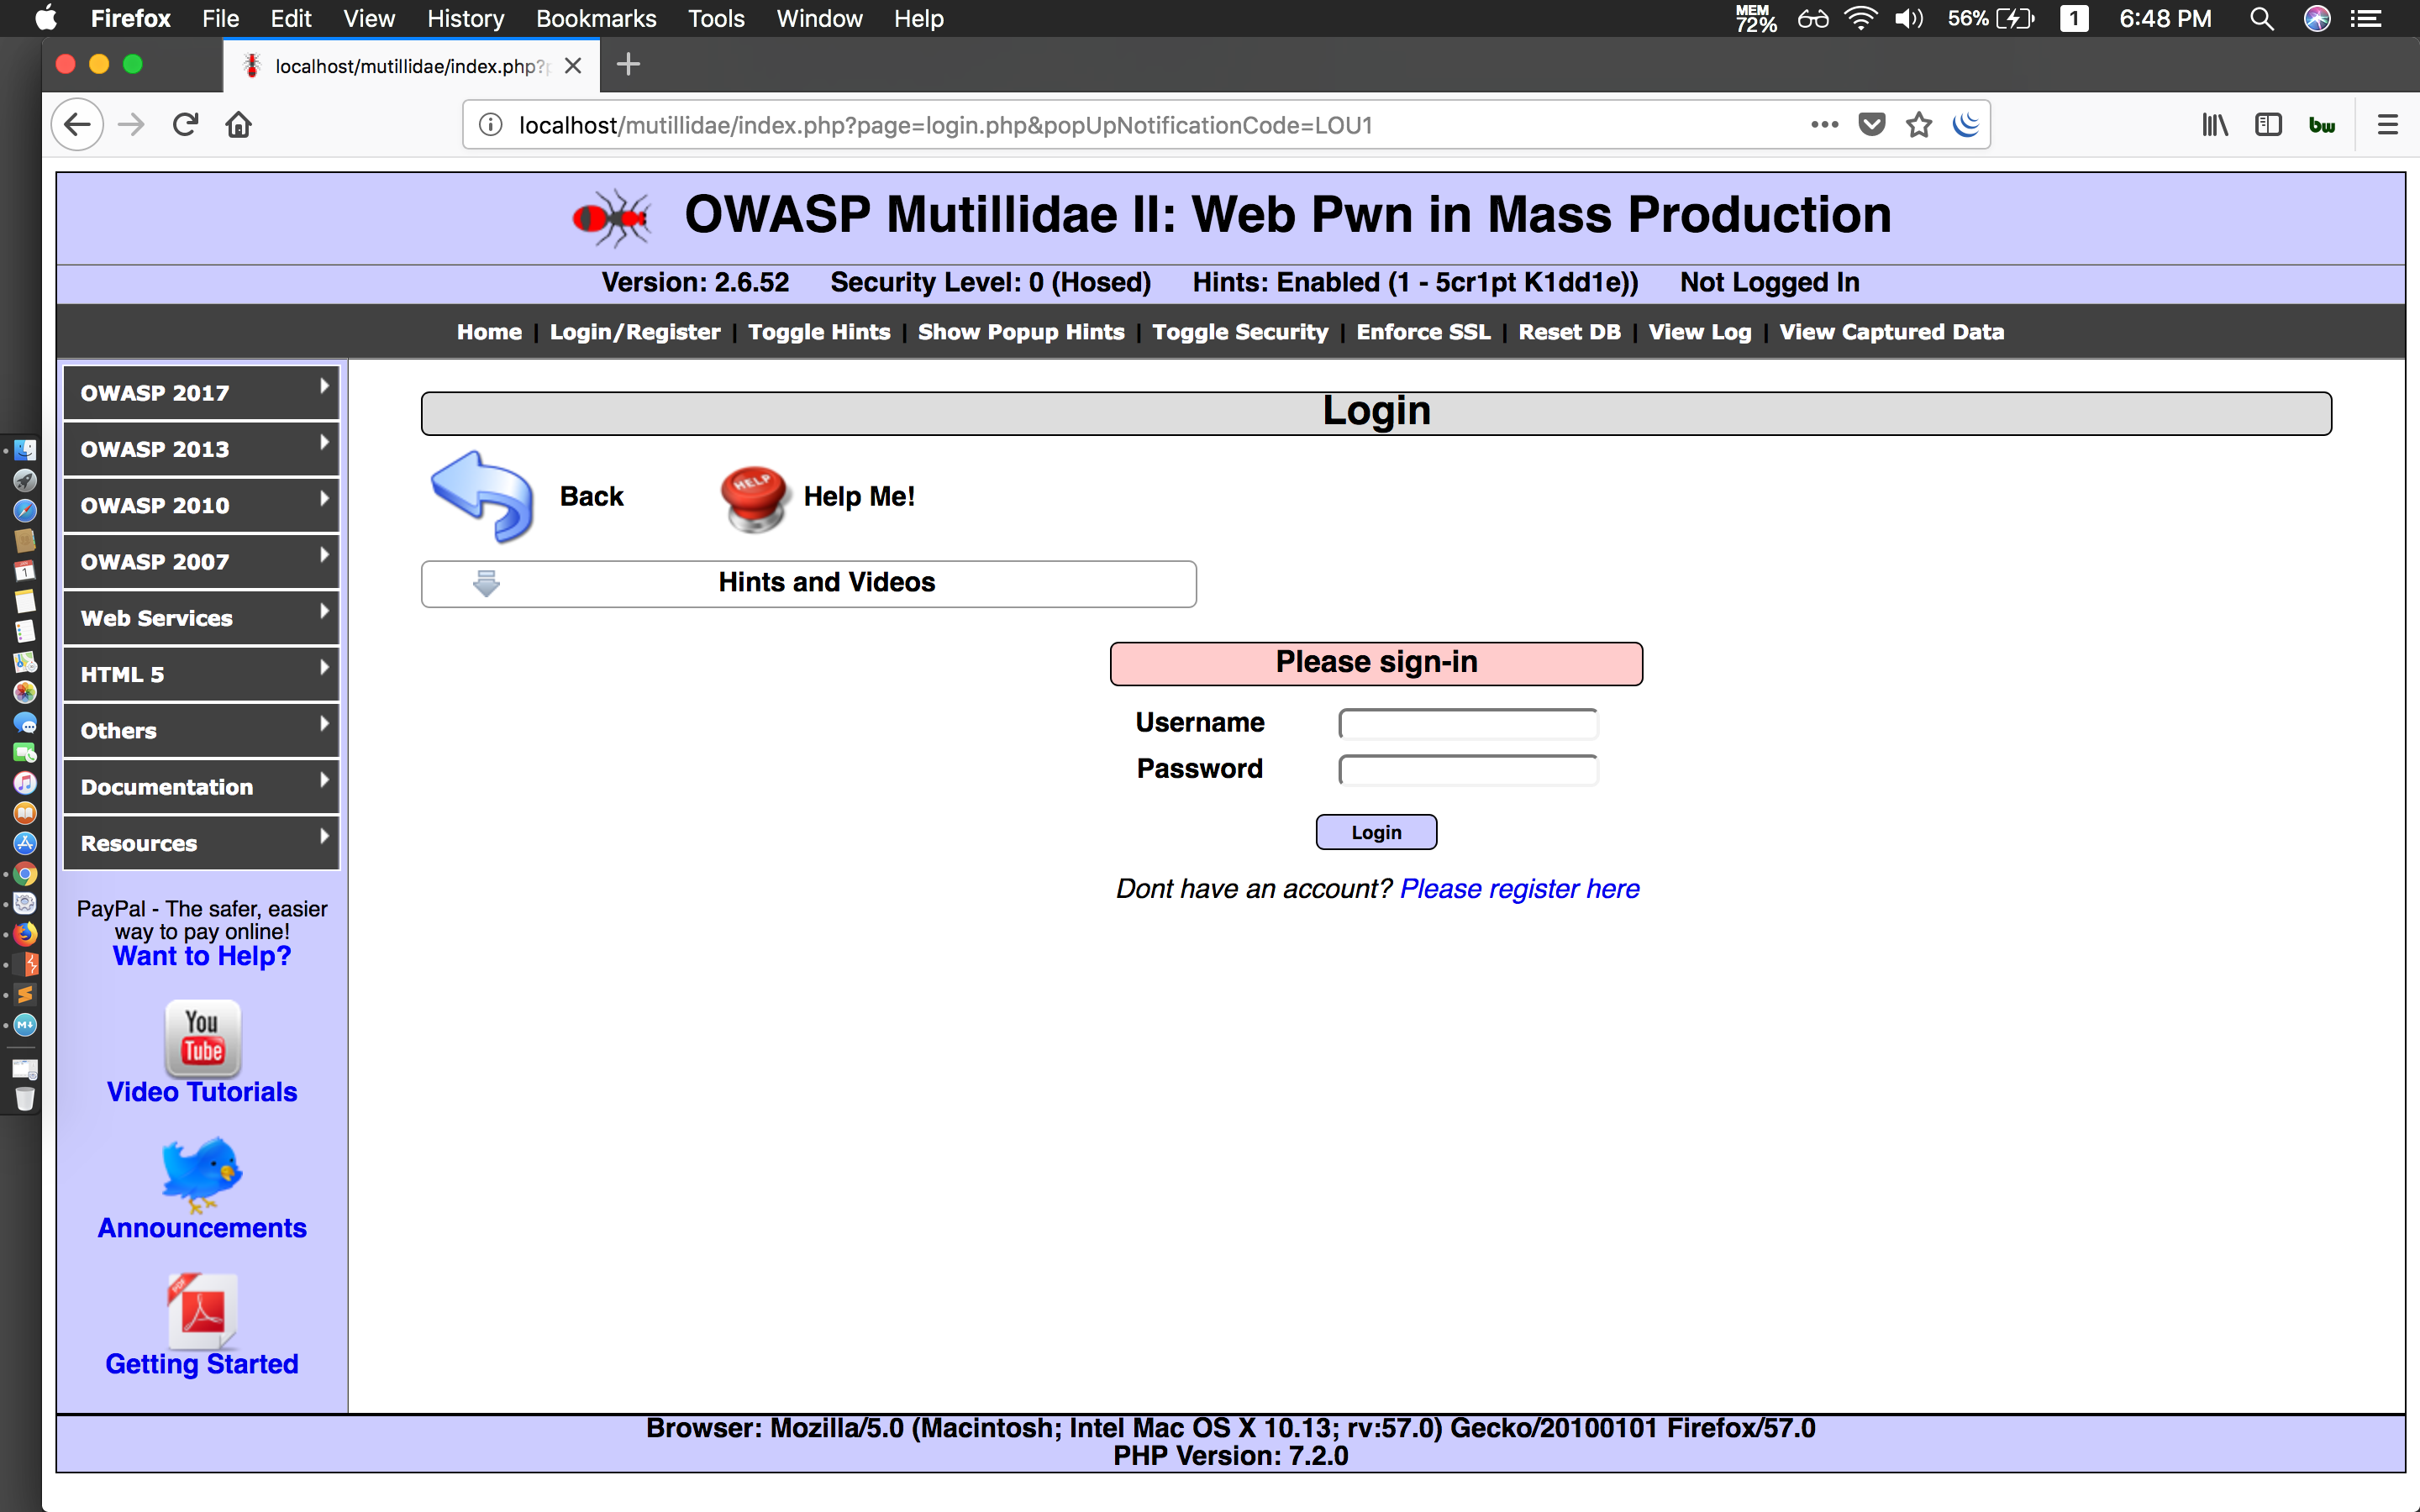 Firefox File Edit View History Bookmarks Tools Window Help MEM 72% 56% 1 6:48 PM
localhost/mutillidae/index.php?
localhost/mutillidae/index.php?page=login.php&popUpNotificationCode=LOU1
bw
OWASP Mutillidae II: Web Pwn in Mass Production
Version: 2.6.52 Security Level: 0 (Hosed) Hints: Enabled (1 - 5cr1pt K1dd1e)) Not Logged In
Home | Login/Register | Toggle Hints | Show Popup Hints | Toggle Security | Enforce SSL | Reset DB | View Log | View Captured Data
OWASP 2017
OWASP 2013
OWASP 2010
OWASP 2007
Web Services
HTML 5
Others
Documentation
Resources
PayPal - The safer, easier
way to pay online!
Want to Help?
You
Tube
Video Tutorials
Announcements
PDF
Getting Started
Login
Back
HELP
Help Me!
Hints and Videos
Please sign-in
Username
Password
Login
Dont have an account? Please register here
Browser: Mozilla/5.0 (Macintosh; Intel Mac OS X 10.13; rv:57.0) Gecko/20100101 Firefox/57.0
PHP Version: 7.2.0